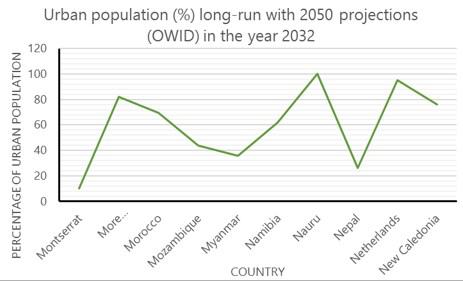 Urban population (%) long-run with 2050 projections
(OWID) in the year 2032
PERCENTAGE OF URBAN POPULATION
120
100
80
60
40
20
0
Montserrat
More...
Morocco
Mozambique
Myanmar
Namibia
Nauru
Nepal
Netherlands
New Caledonia
COUNTRY